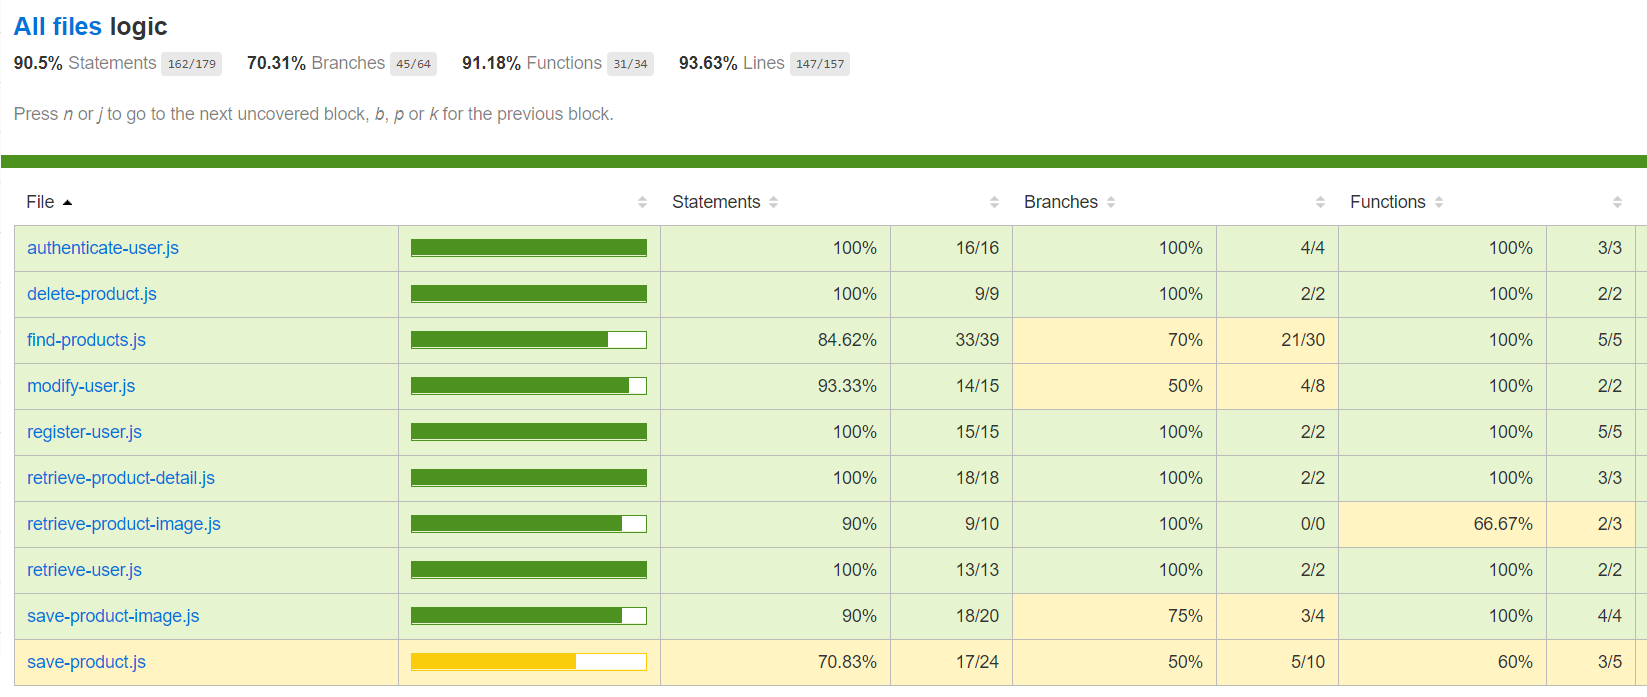 All files logic
90.5% Statements 162/179 70.31% Branches 45/64 91.18% Functions 31/34 93.63% Lines 147/157
Press n or j to go to the next uncovered block, b, p or k for the previous block.
File Statements Branches Functions
authenticate-user.js 100% 16/16 100% 4/4 100% 3/3
delete-product.js 100% 9/9 100% 2/2 100% 2/2
find-products.js 84.62% 33/39 70% 21/30 100% 5/5
modify-user.js 93.33% 14/15 50% 4/8 100% 2/2
register-user.js 100% 15/15 100% 2/2 100% 5/5
retrieve-product-detail.js 100% 18/18 100% 2/2 100% 3/3
retrieve-product-image.js 90% 9/10 100% 0/0 66.67% 2/3
retrieve-user.js 100% 13/13 100% 2/2 100% 2/2
save-product-image.js 90% 18/20 75% 3/4 100% 4/4
save-product.js 70.83% 17/24 50% 5/10 60% 3/5